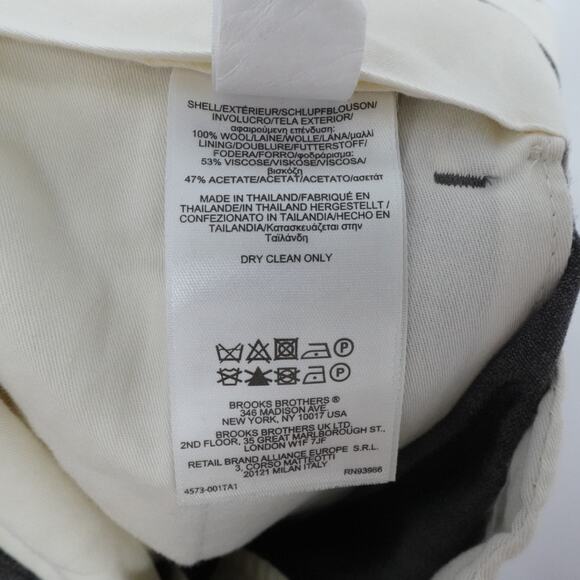 SHELL/EXTÉRIEUR/SCHLUPFBLOUSON/
INVOLUCRO/TELA EXTERIOR/
αφαιρούμενη επένδυση:
100% WOOL/LAINE/WOLLE/LANA/μαλλί
LINING/DOUBLURE/FUTTERSTOFF/
FODERA/FORRO/φοδράρισμα:
53% VISCOSE/VISCOSE/VISCOSA/
βισκόζη
47% ACETATE/ACETAT/ACETATO/ασετάτ
MADE IN THAILAND/FABRIQUÉ EN
THAILANDE/IN THAILAND HERGESTELLT /
CONFEZIONATO IN TAILANDIA/HECHO EN
TAILANDIA/Κατασκευάζεται στην
Ταϊλάνδη
DRY CLEAN ONLY
P
P
BROOKS BROTHERS ®
346 MADISON AVE
NEW YORK, NY 10017 USA
BROOKS BROTHERS UK LTD
2ND FLOOR, 35 GREAT MARLBOROUGH ST.,
LONDON W1F 7JF
RETAIL BRAND ALLIANCE EUROPE S.R.L.
3, CORSO MATTEOTTI
20121 MILAN ITALY
RN93986
4573-001TA1